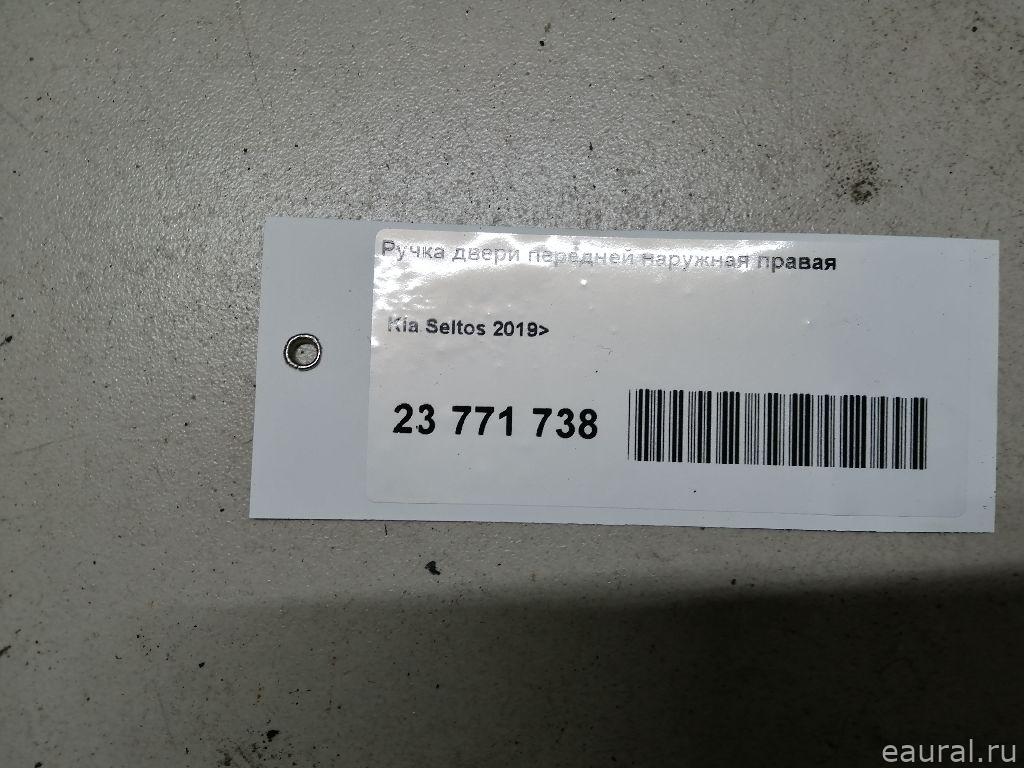 Ручка двери передней наружная правая
Kia Seltos 2019>
23 771 738
eaural.ru